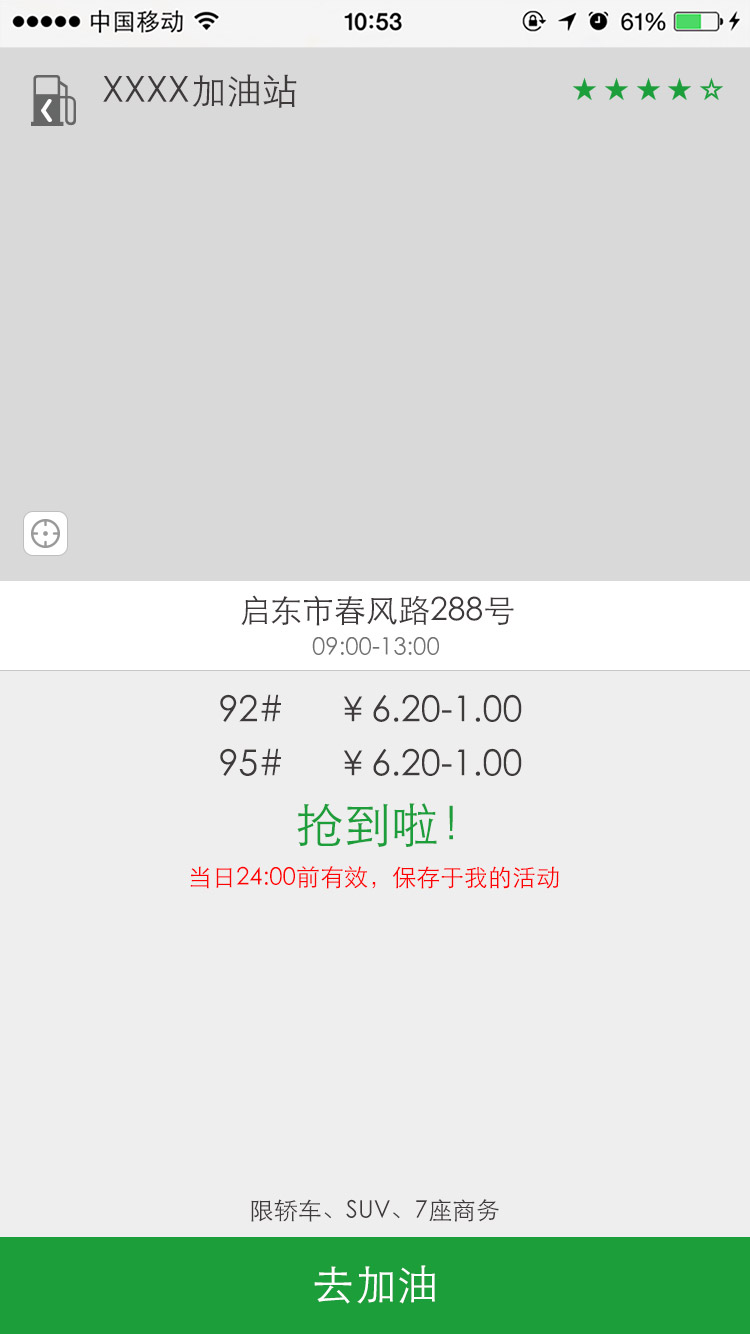 中国移动
10:53
61%
XXXX加油站
启东市春风路288号
09:00-13:00
92# ¥ 6.20-1.00
95# ¥ 6.20-1.00
抢到啦！
当日24:00前有效，保存于我的活动
限轿车、SUV、7座商务
去加油